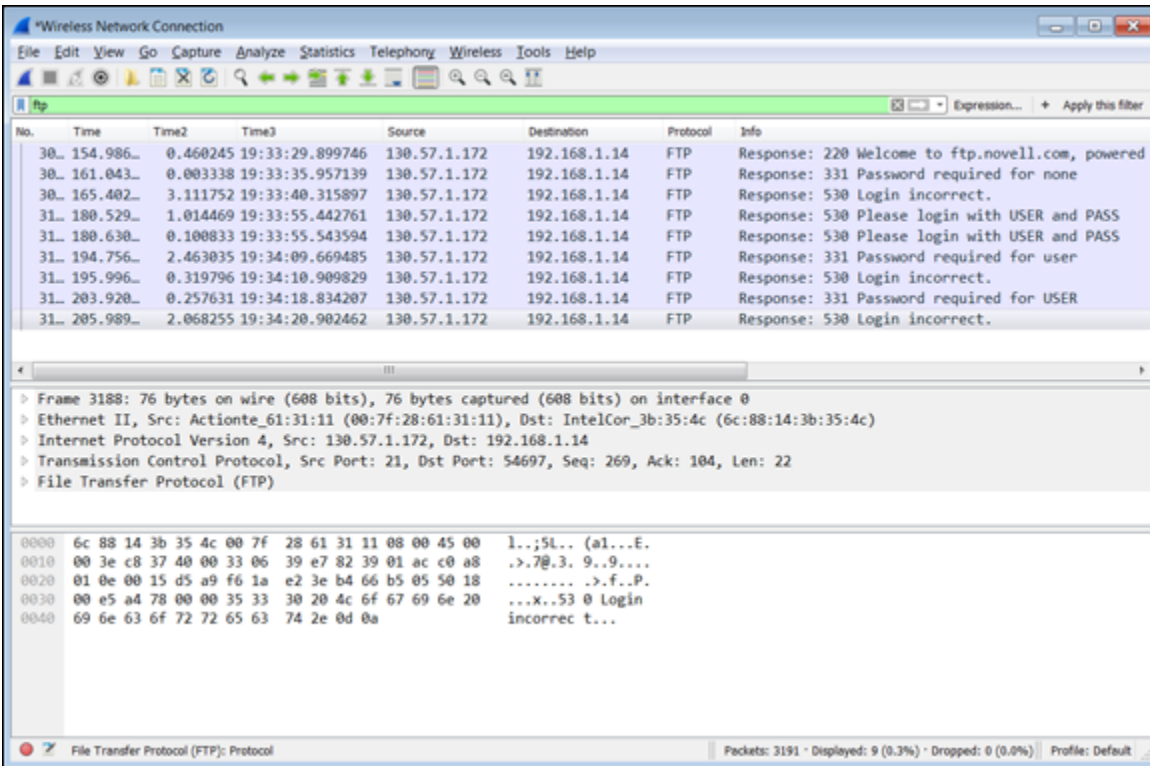 *Wireless Network Connection
File Edit View Go Capture Analyze Statistics Telephony Wireless Tools Help
ftp Expression... + Apply this filter
No. Time Time2 Time3 Source Destination Protocol Info
30... 154.986... 0.460245 19:33:29.899746 130.57.1.172 192.168.1.14 FTP Response: 220 Welcome to ftp.novell.com, powered
30... 161.043... 0.003338 19:33:35.957139 130.57.1.172 192.168.1.14 FTP Response: 331 Password required for none
30... 165.402... 3.111752 19:33:40.315897 130.57.1.172 192.168.1.14 FTP Response: 530 Login incorrect.
31... 180.529... 1.014469 19:33:55.442761 130.57.1.172 192.168.1.14 FTP Response: 530 Please login with USER and PASS
31... 180.630... 0.100833 19:33:55.543594 130.57.1.172 192.168.1.14 FTP Response: 530 Please login with USER and PASS
31... 194.756... 2.463035 19:34:09.669485 130.57.1.172 192.168.1.14 FTP Response: 331 Password required for user
31... 195.996... 0.319796 19:34:10.909829 130.57.1.172 192.168.1.14 FTP Response: 530 Login incorrect.
31... 203.920... 0.257631 19:34:18.834207 130.57.1.172 192.168.1.14 FTP Response: 331 Password required for USER
31... 205.989... 2.068255 19:34:20.902462 130.57.1.172 192.168.1.14 FTP Response: 530 Login incorrect.
Frame 3188: 76 bytes on wire (608 bits), 76 bytes captured (608 bits) on interface 0
Ethernet II, Src: Actionte_61:31:11 (00:7f:28:61:31:11), Dst: IntelCor_3b:35:4c (6c:88:14:3b:35:4c)
Internet Protocol Version 4, Src: 130.57.1.172, Dst: 192.168.1.14
Transmission Control Protocol, Src Port: 21, Dst Port: 54697, Seq: 269, Ack: 104, Len: 22
File Transfer Protocol (FTP)
0000 6c 88 14 3b 35 4c 00 7f 28 61 31 11 08 00 45 00 l..;5L.. (a1...E.
0010 00 3e c8 37 40 00 33 06 39 e7 82 39 01 ac c0 a8 .>.7@.3. 9..9....
0020 01 0e 00 15 d5 a9 f6 1a e2 3e b4 66 b5 05 50 18 ........ .>.f..P.
0030 00 e5 a4 78 00 00 35 33 30 20 4c 6f 67 69 6e 20 ...x..53 0 Login
0040 69 6e 63 6f 72 72 65 63 74 2e 0d 0a incorrec t...
File Transfer Protocol (FTP): Protocol Packets: 3191 · Displayed: 9 (0.3%) · Dropped: 0 (0.0%) Profile: Default